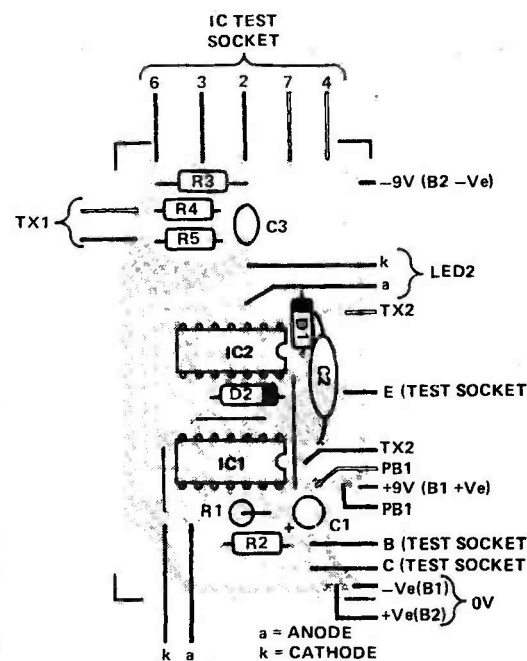 IC TEST
SOCKET
6 3 2 7 4
R3
−9V (B2 −Ve)
TX1
R4
C3
R5
k
LED2
a
D1
TX2
IC2
C2
D2
E (TEST SOCKET
TX2
IC1
PB1
+9V (B1 +Ve)
R1
+
C1
PB1
R2
B (TEST SOCKET
C (TEST SOCKET
−Ve(B1)
0V
+Ve(B2)
a = ANODE
k = CATHODE
k a